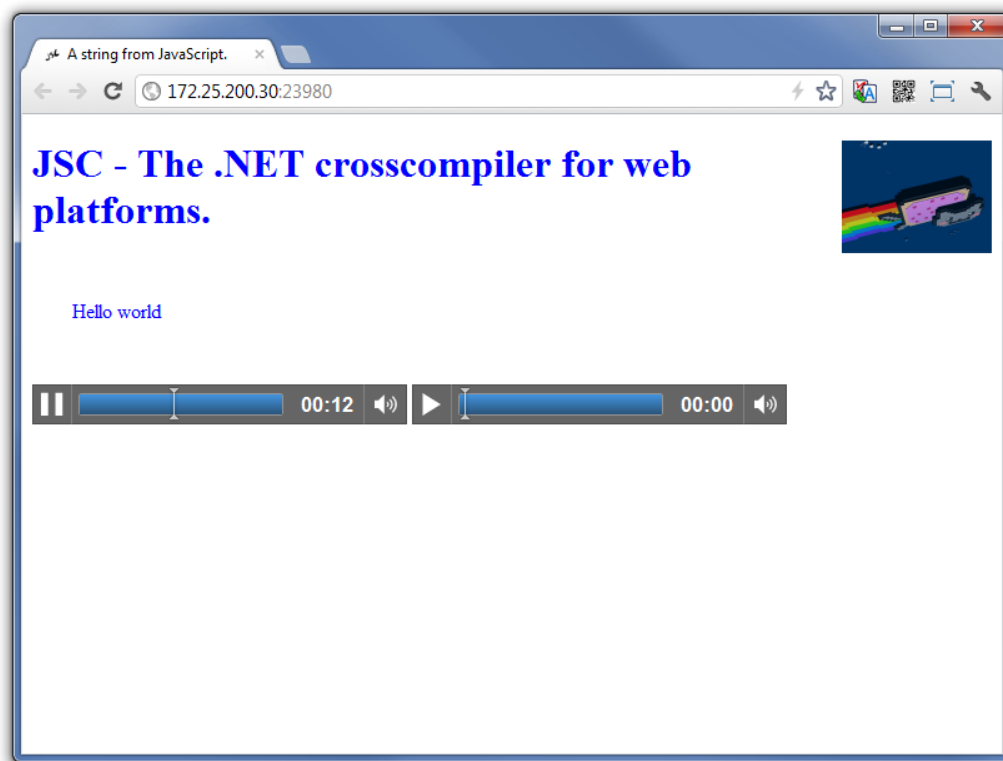 A string from JavaScript.
172.25.200.30:23980
JSC - The .NET crosscompiler for web
platforms.
Hello world
00:12 00:00